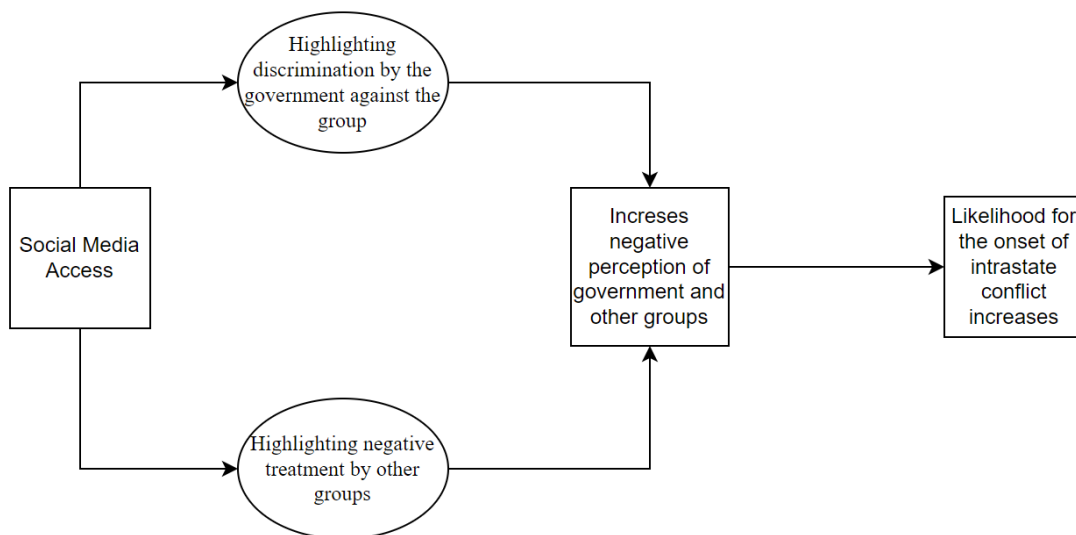 Highlighting
discrimination by the
government against the
group
Social Media
Access
Increses
negative
perception of
government and
other groups
Likelihood for
the onset of
intrastate
conflict
increases
Highlighting negative
treatment by other
groups